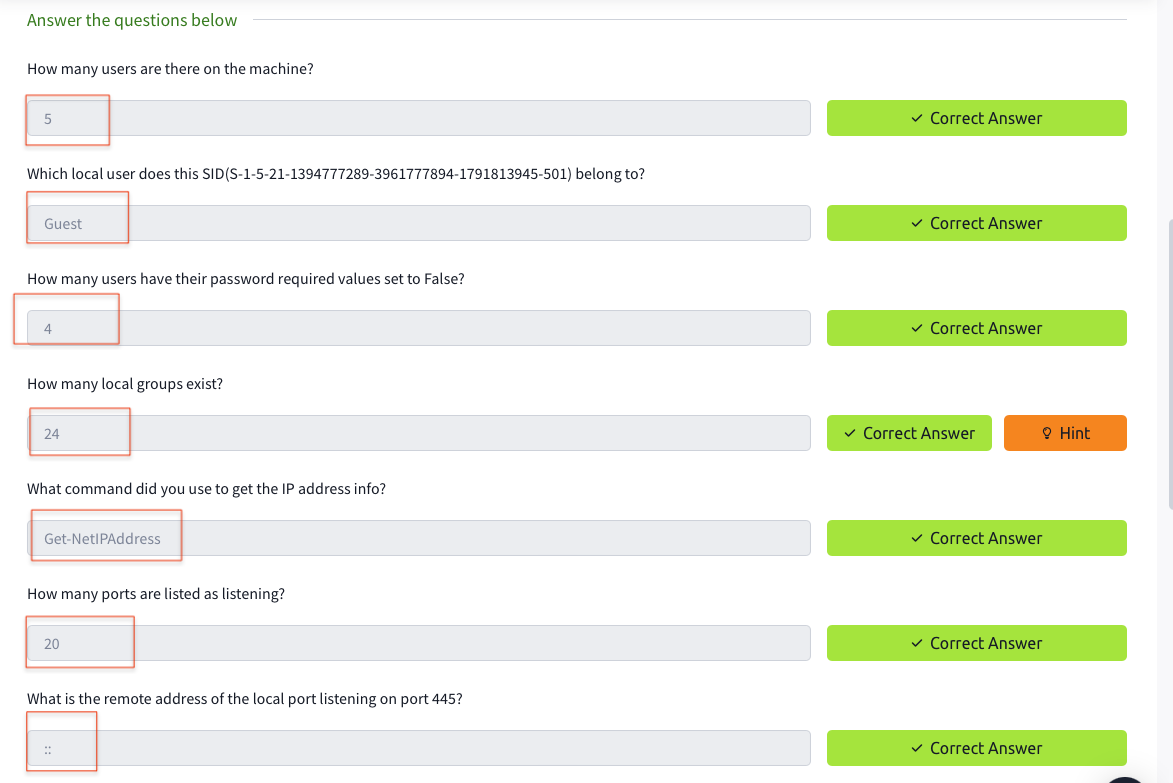 Answer the questions below
How many users are there on the machine?
5
✓ Correct Answer
Which local user does this SID(S-1-5-21-1394777289-3961777894-1791813945-501) belong to?
Guest
✓ Correct Answer
How many users have their password required values set to False?
4
✓ Correct Answer
How many local groups exist?
24
✓ Correct Answer
Hint
What command did you use to get the IP address info?
Get-NetIPAddress
✓ Correct Answer
How many ports are listed as listening?
20
✓ Correct Answer
What is the remote address of the local port listening on port 445?
::
✓ Correct Answer